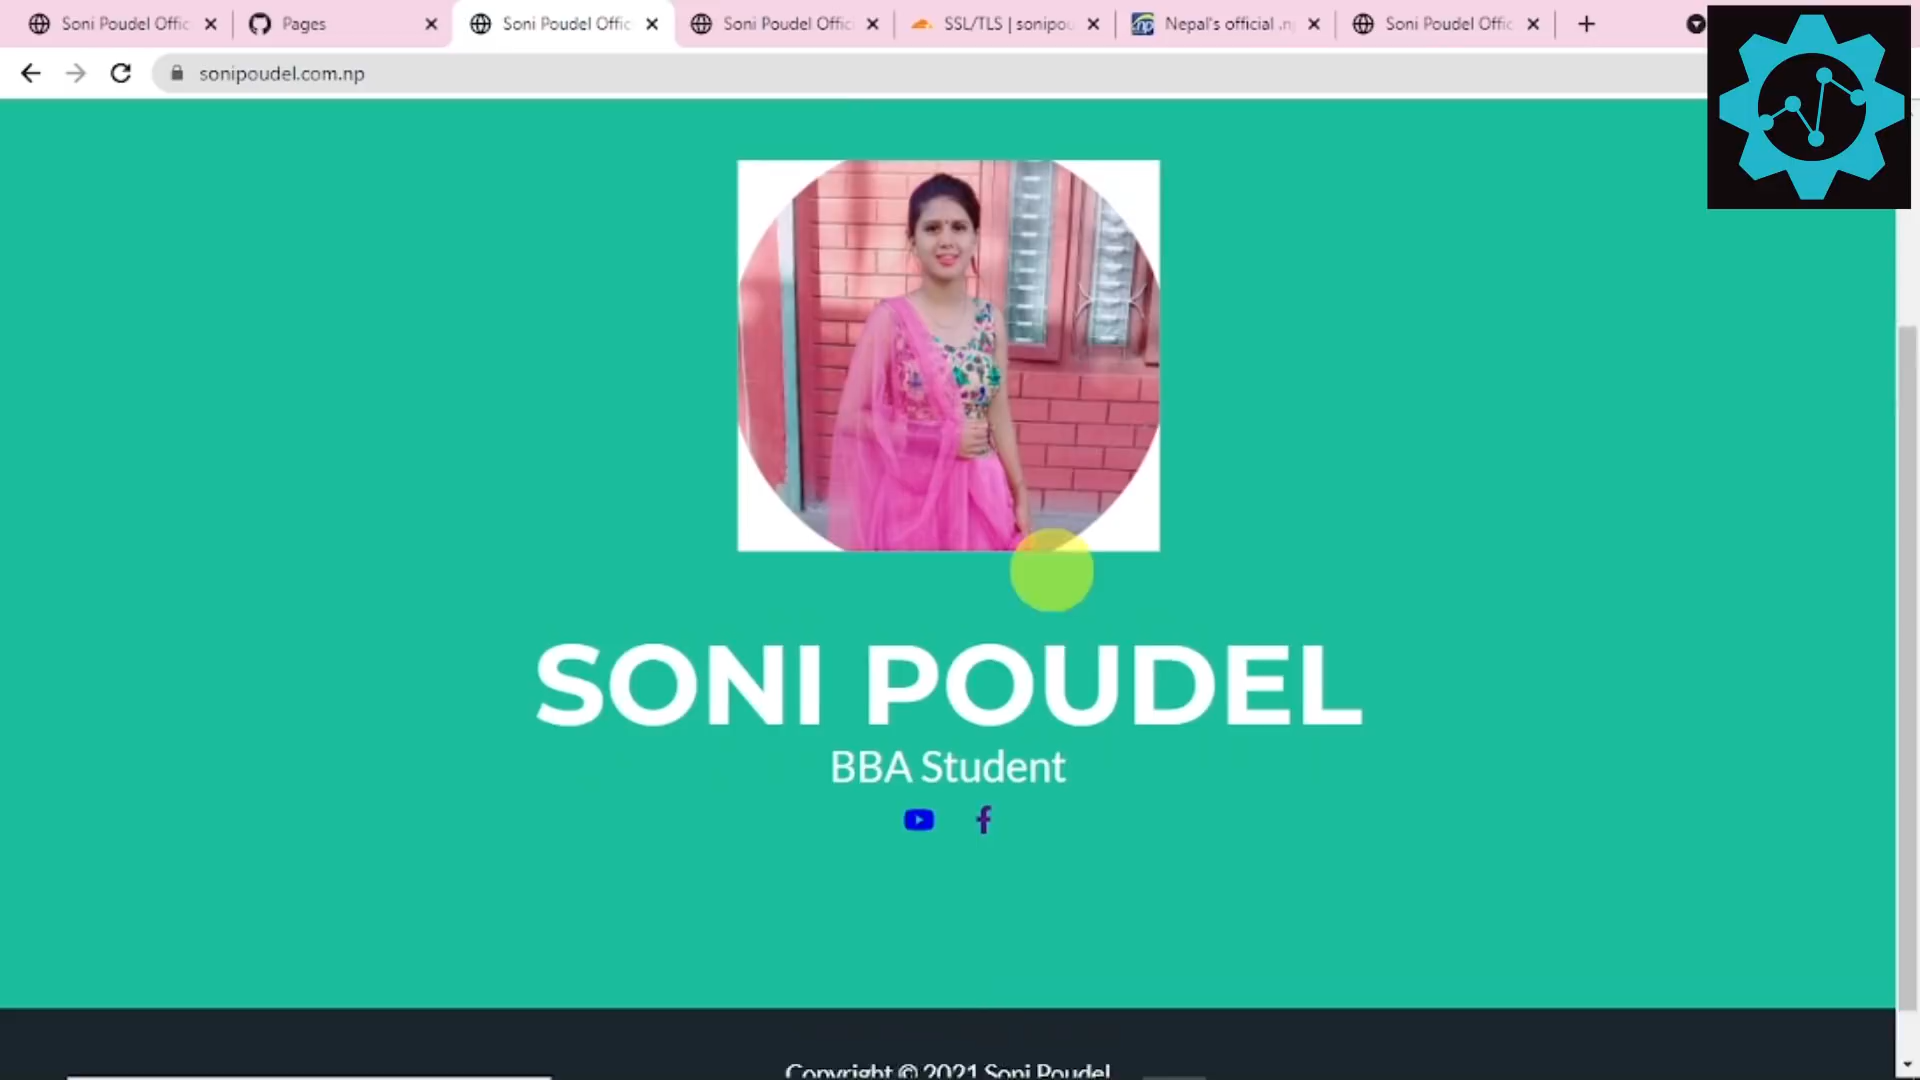 Soni Poudel Offic
Pages
Soni Poudel Offic
Soni Poudel Offic
SSL/TLS | sonipou
Nepal's official .n
Soni Poudel Offic
sonipoudel.com.np
SONI POUDEL
BBA Student
Copyright © 2021 Soni Poudel